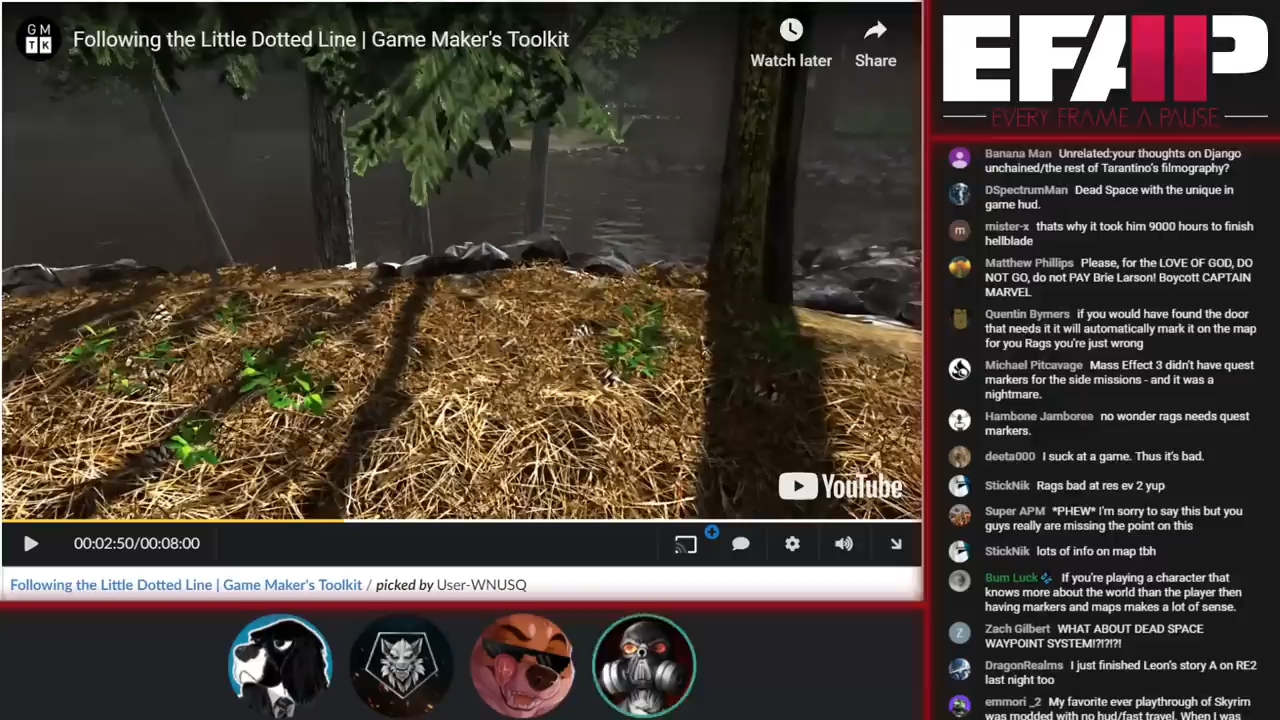 GM
TK
Following the Little Dotted Line | Game Maker's Toolkit
Watch later
Share
YouTube
00:02:50/00:08:00
Following the Little Dotted Line | Game Maker's Toolkit / picked by User-WNUSQ
EFAP
EVERY FRAME A PAUSE
Banana Man Unrelated:your thoughts on Django
unchained/the rest of Tarantino's filmography?
DSpectrumMan Dead Space with the unique in
game hud.
m
mister-x thats why it took him 9000 hours to finish
hellblade
Matthew Phillips Please, for the LOVE OF GOD, DO
NOT GO, do not PAY Brie Larson! Boycott CAPTAIN
MARVEL
Quentin Bymers if you would have found the door
that needs it it will automatically mark it on the map
for you Rags you're just wrong
Michael Pitcavage Mass Effect 3 didn't have quest
markers for the side missions - and it was a
nightmare.
Hambone Jamboree no wonder rags needs quest
markers.
deeta000 I suck at a game. Thus it's bad.
StickNik Rags bad at res ev 2 yup
Super APM *PHEW* I'm sorry to say this but you
guys really are missing the point on this
StickNik lots of info on map tbh
Bum Luck If you're playing a character that
knows more about the world than the player then
having markers and maps makes a lot of sense.
Z
Zach Gilbert WHAT ABOUT DEAD SPACE
WAYPOINT SYSTEM!?!?!?!
DragonRealms I just finished Leon's story A on RE2
last night too
emmori _2 My favorite ever playthrough of Skyrim
was modded with no hud/fast travel. When I was